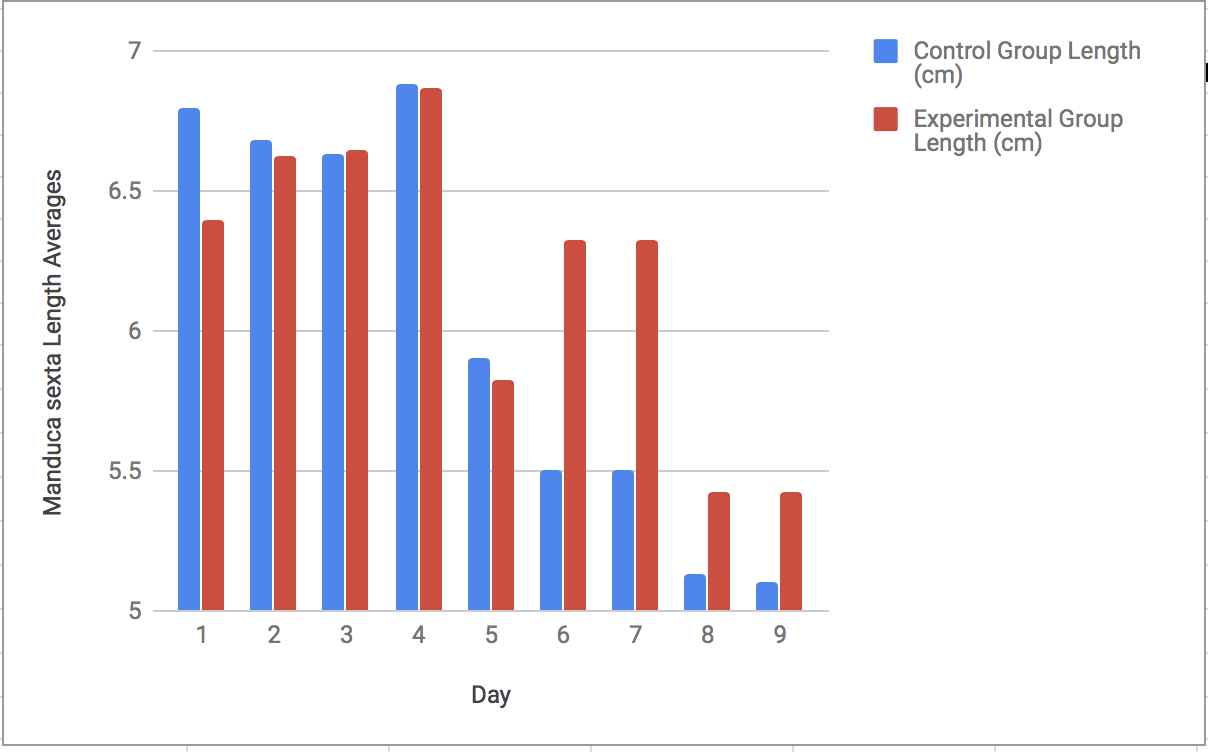 Control Group Length
(cm)
Experimental Group
Length (cm)
Manduca sexta Length Averages
7
6.5
6
5.5
5
1 2 3 4 5 6 7 8 9
Day